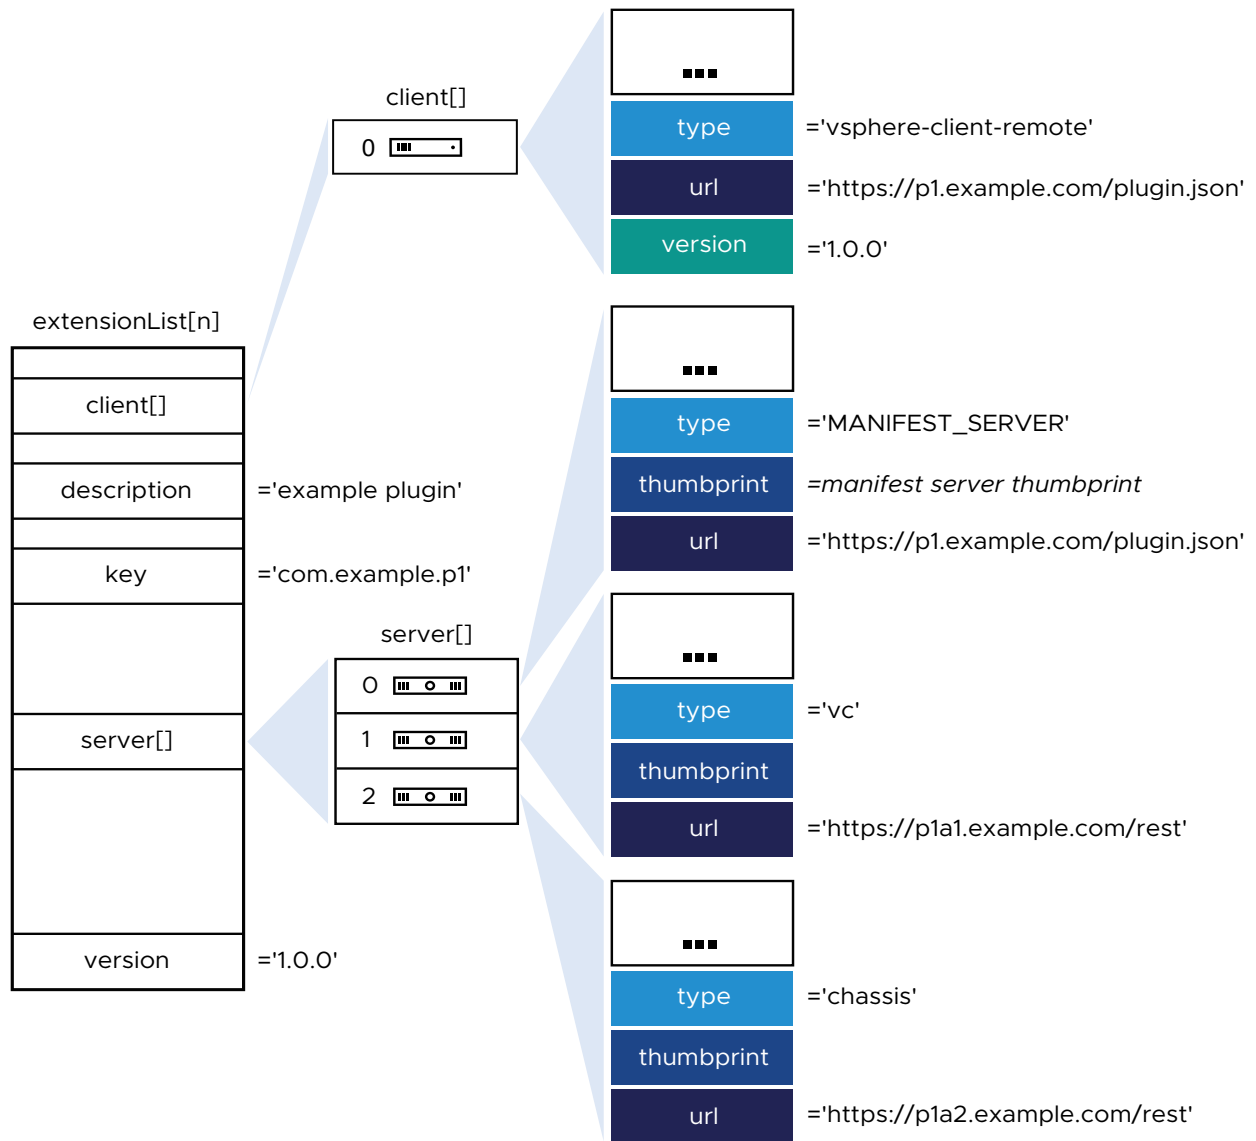 client[]
0
...
type ='vsphere-client-remote'
url ='https://p1.example.com/plugin.json'
version ='1.0.0'
extensionList[n]
client[]
description ='example plugin'
key ='com.example.p1'
server[]
version ='1.0.0'
server[]
0
1
2
...
type ='MANIFEST_SERVER'
thumbprint =manifest server thumbprint
url ='https://p1.example.com/plugin.json'
...
type ='vc'
thumbprint
url ='https://p1a1.example.com/rest'
...
type ='chassis'
thumbprint
url ='https://p1a2.example.com/rest'